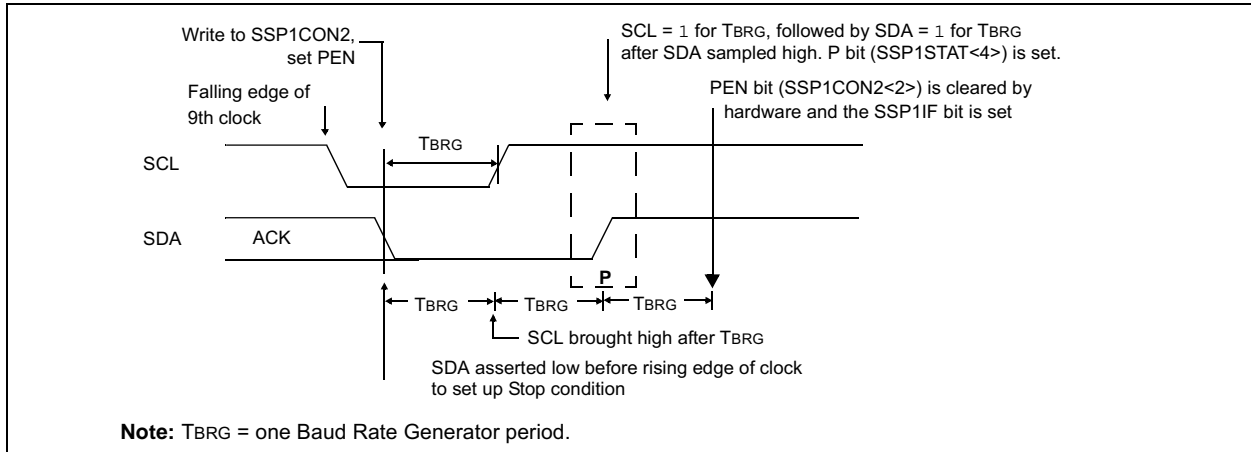 Write to SSP1CON2,
set PEN
SCL = 1 for TBRG, followed by SDA = 1 for TBRG
after SDA sampled high. P bit (SSP1STAT<4>) is set.
Falling edge of
9th clock
PEN bit (SSP1CON2<2>) is cleared by
hardware and the SSP1IF bit is set
TBRG
SCL
SDA
ACK
P
TBRG
TBRG
TBRG
SCL brought high after TBRG
SDA asserted low before rising edge of clock
to set up Stop condition
Note: TBRG = one Baud Rate Generator period.